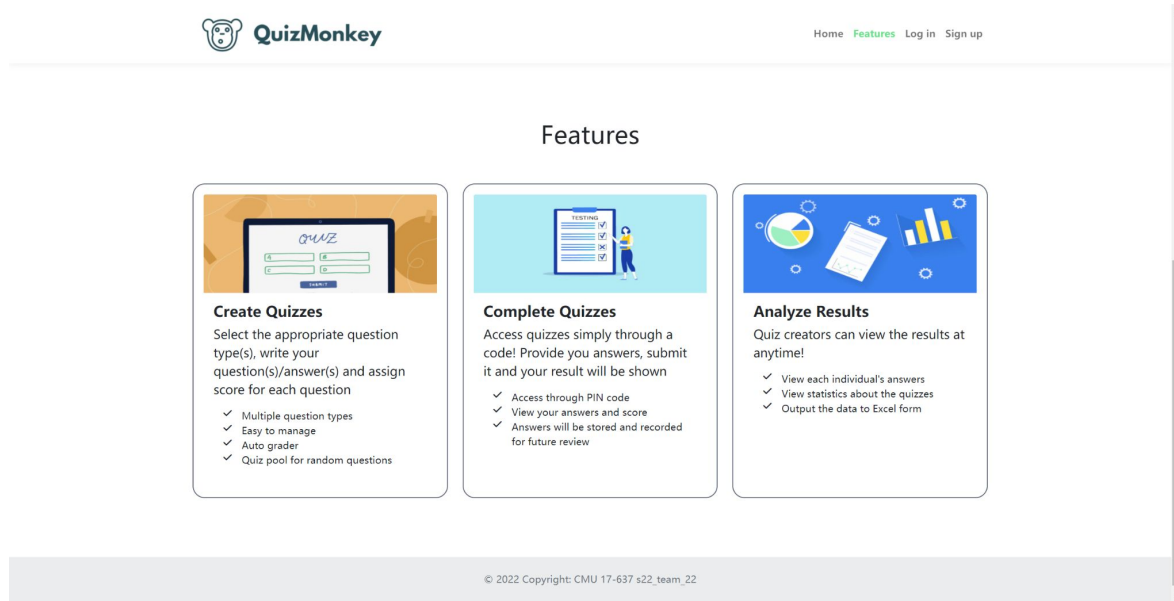 QuizMonkey
Home Features Log in Sign up
Features
QUIZ
A
B
C
D
SUBMIT
Create Quizzes
Select the appropriate question
type(s), write your
question(s)/answer(s) and assign
score for each question
Multiple question types
Easy to manage
Auto grader
Quiz pool for random questions
TESTING
Complete Quizzes
Access quizzes simply through a
code! Provide you answers, submit
it and your result will be shown
Access through PIN code
View your answers and score
Answers will be stored and recorded
for future review
Analyze Results
Quiz creators can view the results at
anytime!
View each individual's answers
View statistics about the quizzes
Output the data to Excel form
© 2022 Copyright: CMU 17-637 s22_team_22